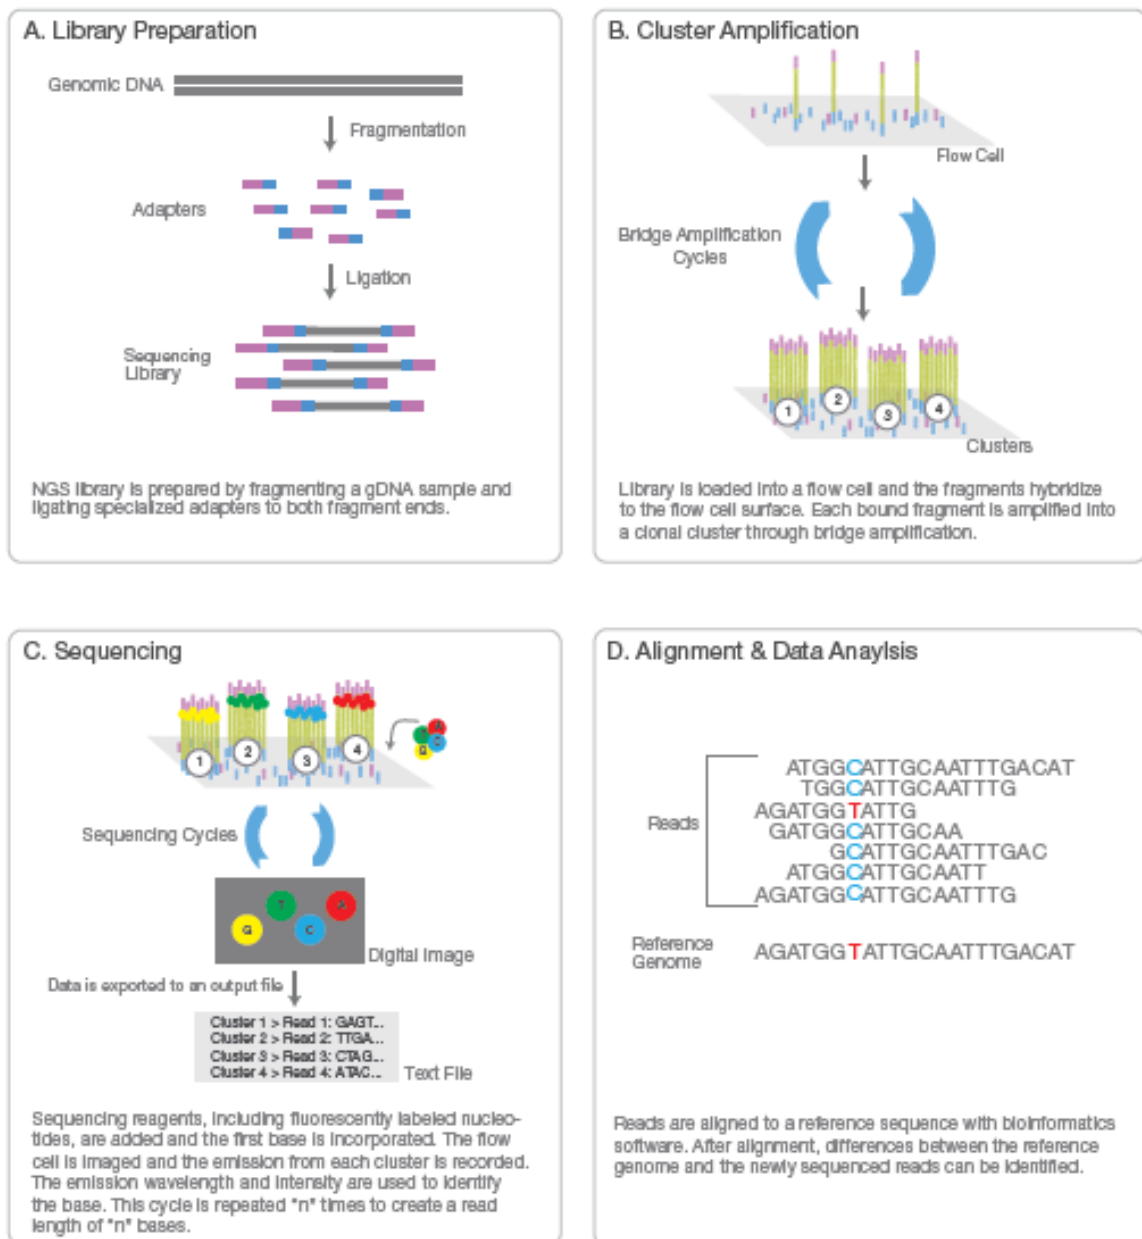 A. Library Preparation
Genomic DNA
Fragmentation
Adapters
Ligation
Sequencing
Library
NGS library is prepared by fragmenting a gDNA sample and
ligating specialized adapters to both fragment ends.
B. Cluster Amplification
Flow Cell
Bridge Amplification
Cycles
1
2
3
4
Clusters
Library is loaded into a flow cell and the fragments hybridize
to the flow cell surface. Each bound fragment is amplified into
a clonal cluster through bridge amplification.
C. Sequencing
1
2
3
4
A
T
C
G
Sequencing Cycles
T
A
G
C
Digital Image
Data is exported to an output file
Cluster 1 > Read 1: GAGT...
Cluster 2 > Read 2: TTGA...
Cluster 3 > Read 3: CTAG...
Cluster 4 > Read 4: ATAC...
Text File
Sequencing reagents, including fluorescently labeled nucleo-
tides, are added and the first base is incorporated. The flow
cell is imaged and the emission from each cluster is recorded.
The emission wavelength and intensity are used to identify
the base. This cycle is repeated "n" times to create a read
length of "n" bases.
D. Alignment & Data Anaylsis
ATGGCATTGCAATTTGACAT
TGGCATTGCAATTTG
AGATGGTATTG
Reads
GATGGCATTGCAA
GCATTGCAATTTGAC
ATGGCATTGCAATT
AGATGGCATTGCAATTTG
Reference
Genome
AGATGGTATTGCAATTTGACAT
Reads are aligned to a reference sequence with bioinformatics
software. After alignment, differences between the reference
genome and the newly sequenced reads can be identified.